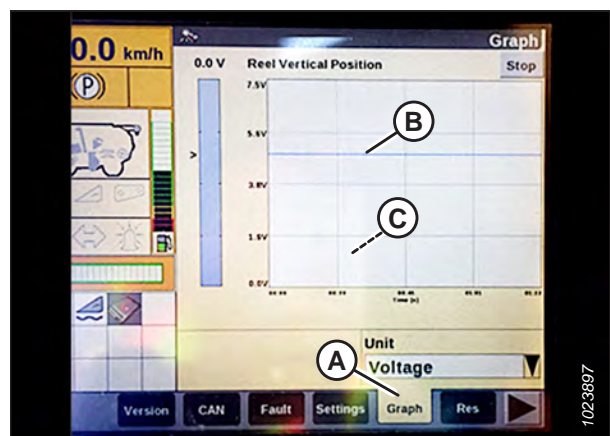 Graph
0.0 km/h
0.0 V
Reel Vertical Position
Stop
(P)
7.5V
B
5.6V
V
3.8V
C
1.9V
0.0V
Unit
A
Voltage
Version
CAN
Fault
Settings
Graph
Res
1023897